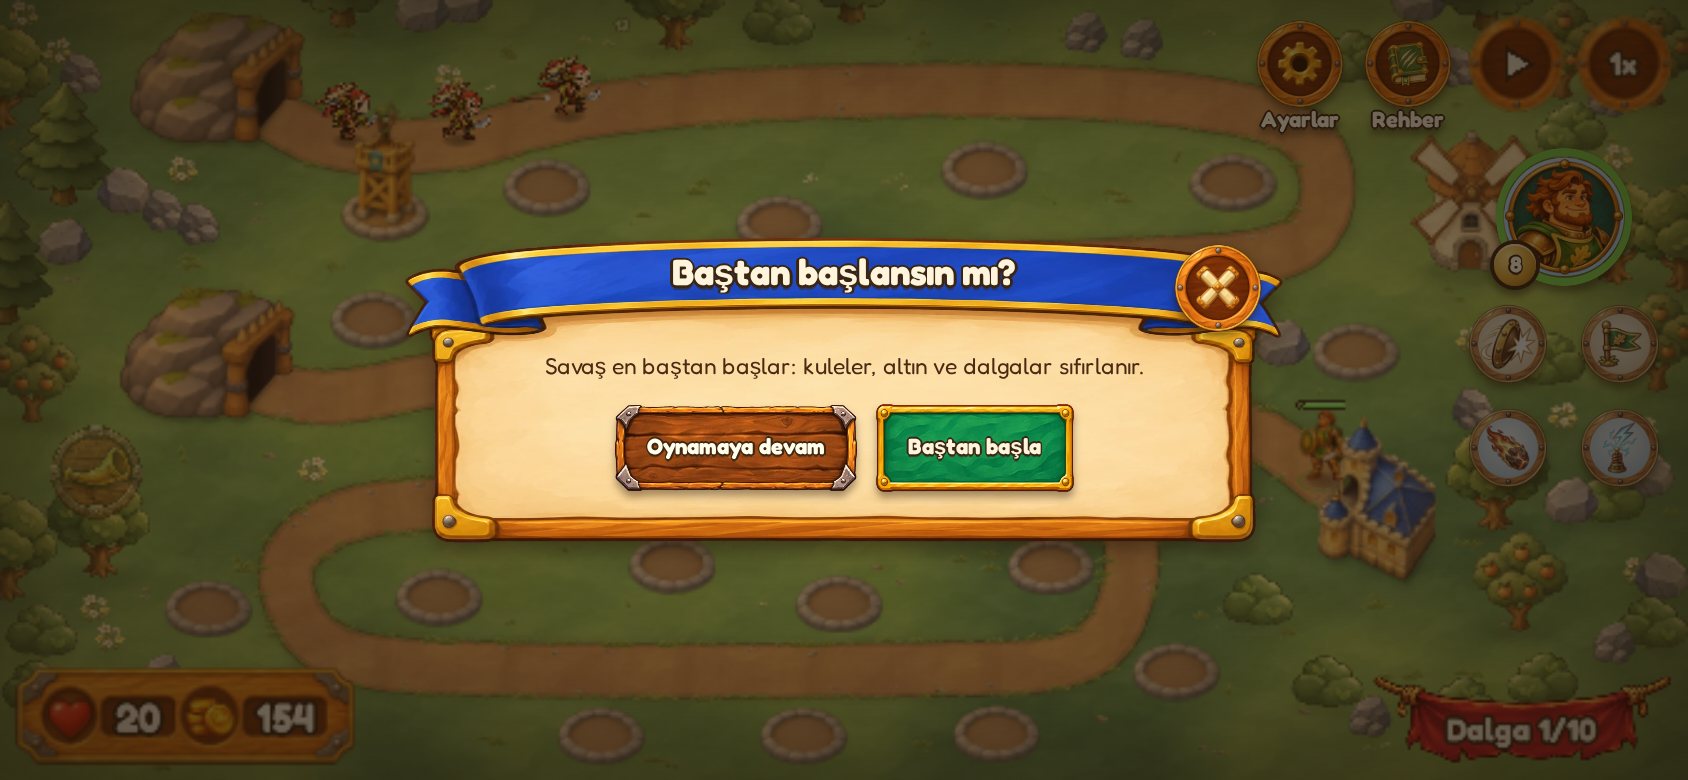 1x
Ayarlar
Rehber
8
Baştan başlansın mı?
Savaş en baştan başlar: kuleler, altın ve dalgalar sıfırlanır.
Oynamaya devam
Baştan başla
20
154
Dalga 1/10